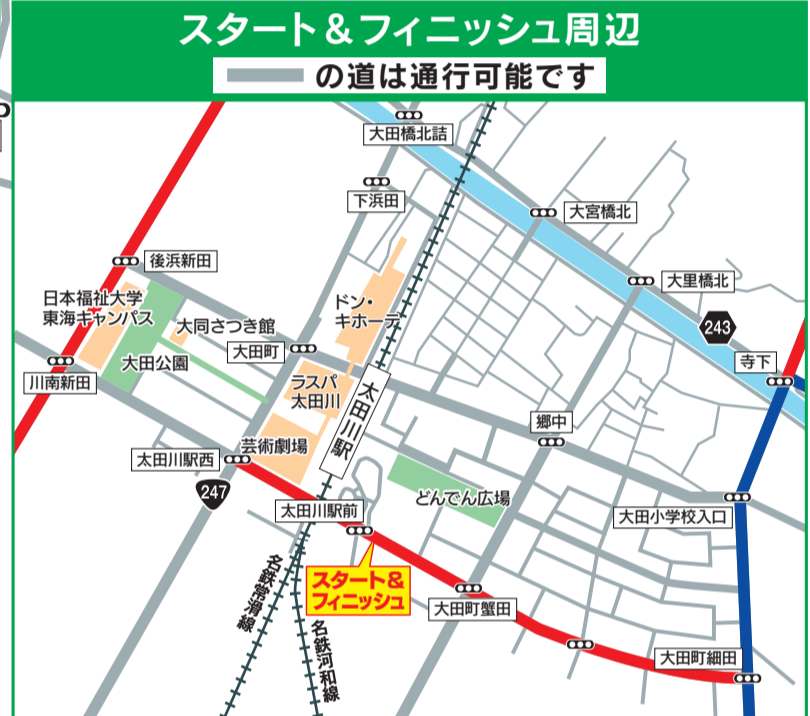 スタート&フィニッシュ周辺
の道は通行可能です
大田橋北詰
下浜田
大宮橋北
後浜新田
大里橋北
日本福祉大学
東海キャンパス
ドン・
キホーテ
大同さつき館
243
大田町
寺下
大田公園
川南新田
ラスパ
太田川
太田川駅
郷中
芸術劇場
太田川駅西
247
どんでん広場
太田川駅前
大田小学校入口
スタート&
フィニッシュ
名鉄常滑線
大田町蟹田
名鉄河和線
大田町細田